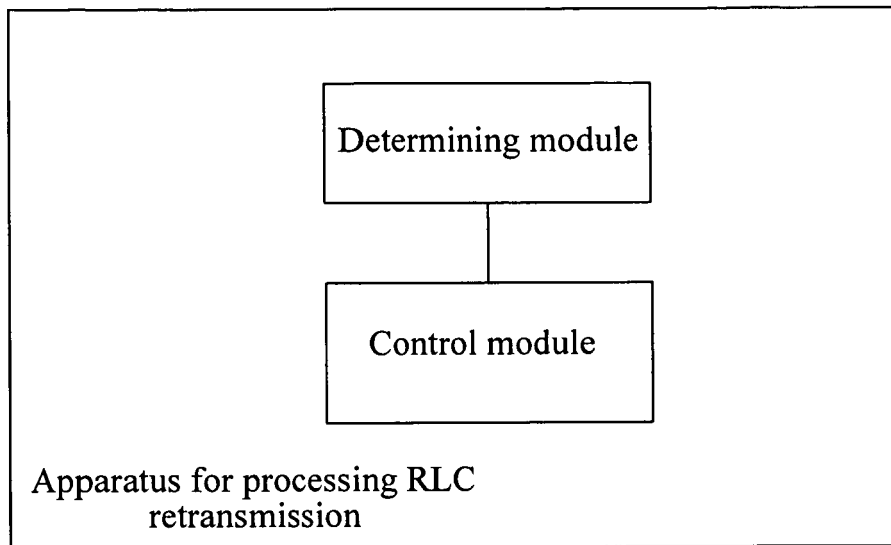 Determining module
Control module
Apparatus for processing RLC
retransmission